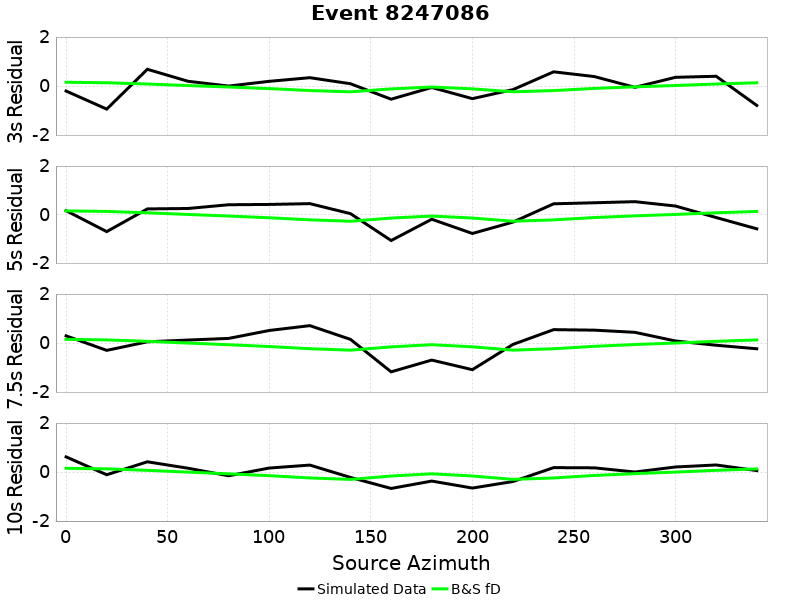 Event 8247086
3s Residual
2
0
-2
5s Residual
2
0
-2
7.5s Residual
2
0
-2
10s Residual
2
0
-2
0 50 100 150 200 250 300
Source Azimuth
Simulated Data B&S fD